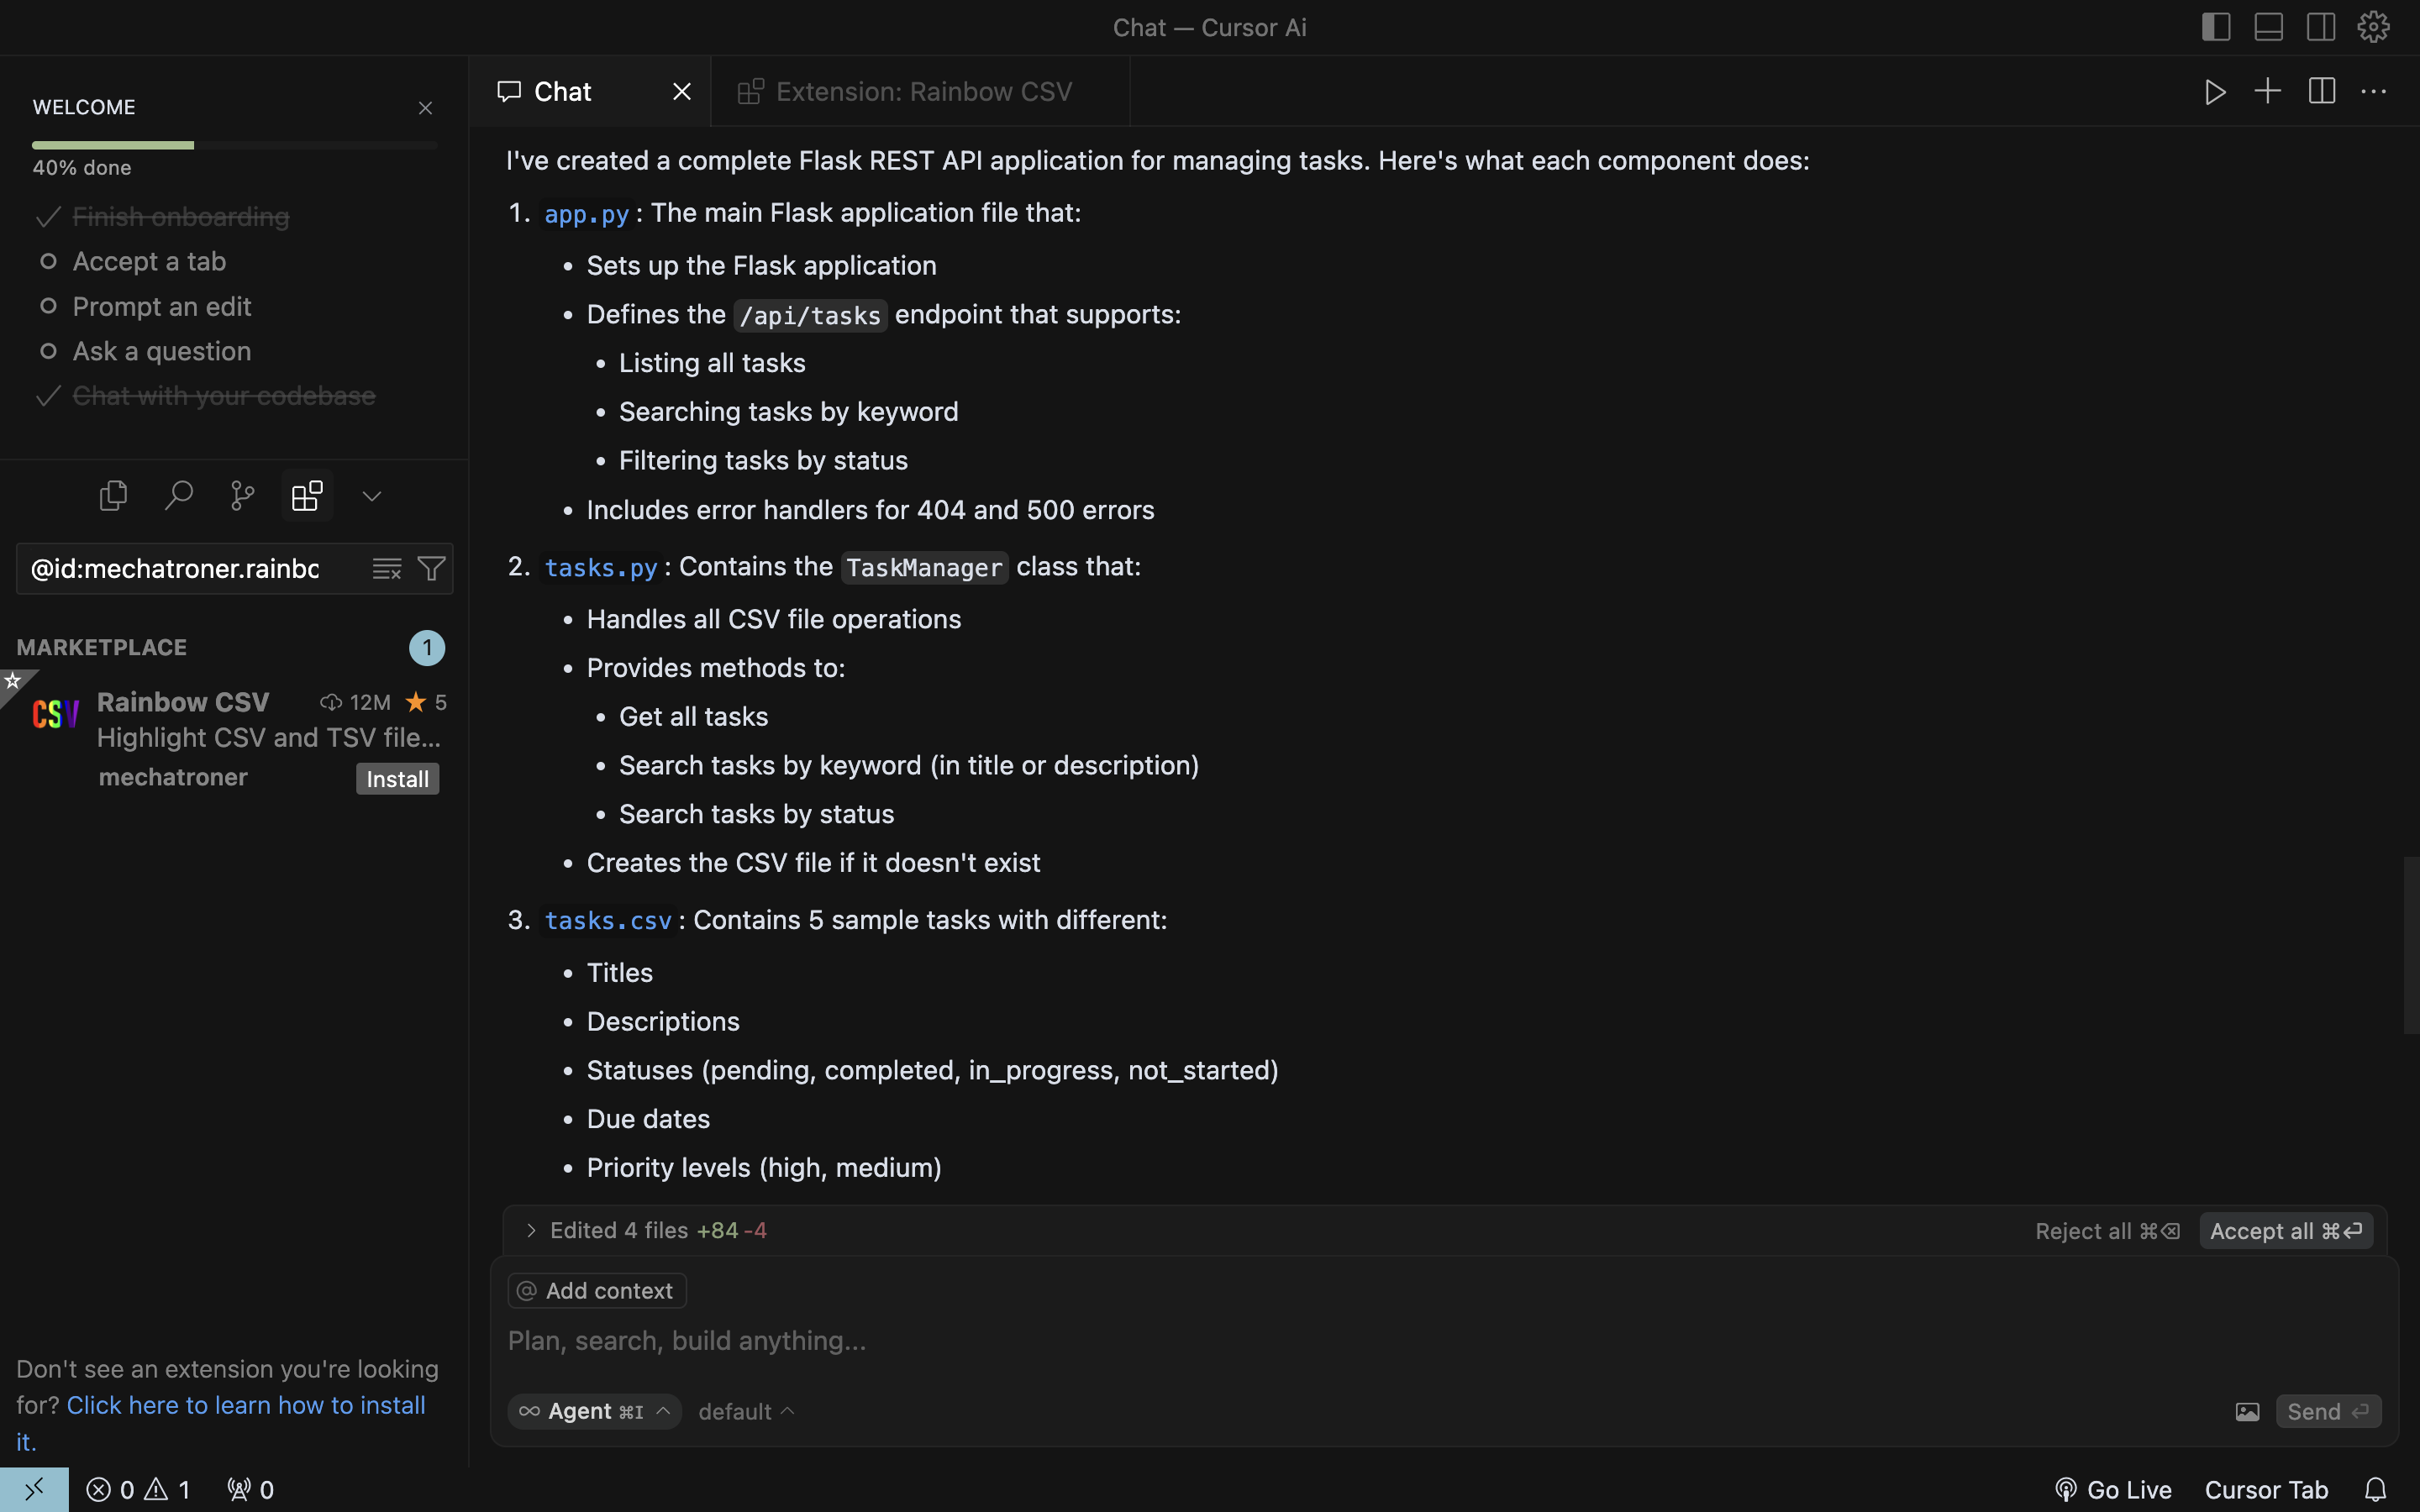 Chat — Cursor Ai
WELCOME
40% done
Finish onboarding
Accept a tab
Prompt an edit
Ask a question
Chat with your codebase
@id:mechatroner.rainbc
MARKETPLACE
1
CSV
Rainbow CSV 12M 5
Highlight CSV and TSV file...
mechatroner
Install
Don't see an extension you're looking
for? Click here to learn how to install
it.
Chat
Extension: Rainbow CSV
I've created a complete Flask REST API application for managing tasks. Here's what each component does:
1. app.py: The main Flask application file that:
• Sets up the Flask application
• Defines the /api/tasks endpoint that supports:
• Listing all tasks
• Searching tasks by keyword
• Filtering tasks by status
• Includes error handlers for 404 and 500 errors
2. tasks.py: Contains the TaskManager class that:
• Handles all CSV file operations
• Provides methods to:
• Get all tasks
• Search tasks by keyword (in title or description)
• Search tasks by status
• Creates the CSV file if it doesn't exist
3. tasks.csv: Contains 5 sample tasks with different:
• Titles
• Descriptions
• Statuses (pending, completed, in_progress, not_started)
• Due dates
• Priority levels (high, medium)
Edited 4 files +84 -4
Reject all ⌘⌫
Accept all ⌘⏎
@ Add context
Plan, search, build anything...
∞ Agent ⌘I
default
Send ⏎
0 1 0
Go Live
Cursor Tab